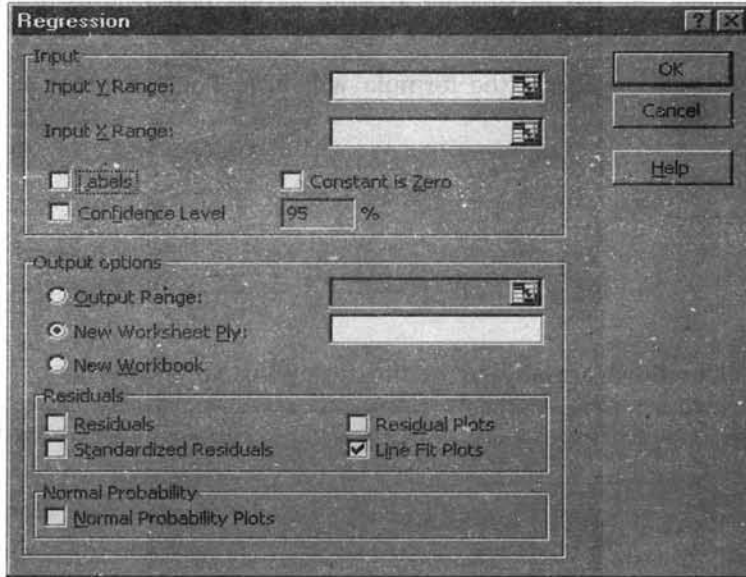 Regression
Input
Input Y Range:
Input X Range:
Labels
Constant is Zero
Confidence Level
95 %
OK
Cancel
Help
Output options
Output Range:
New Worksheet Ply:
New Workbook
Residuals
Residuals
Residual Plots
Standardized Residuals
Line Fit Plots
Normal Probability
Normal Probability Plots